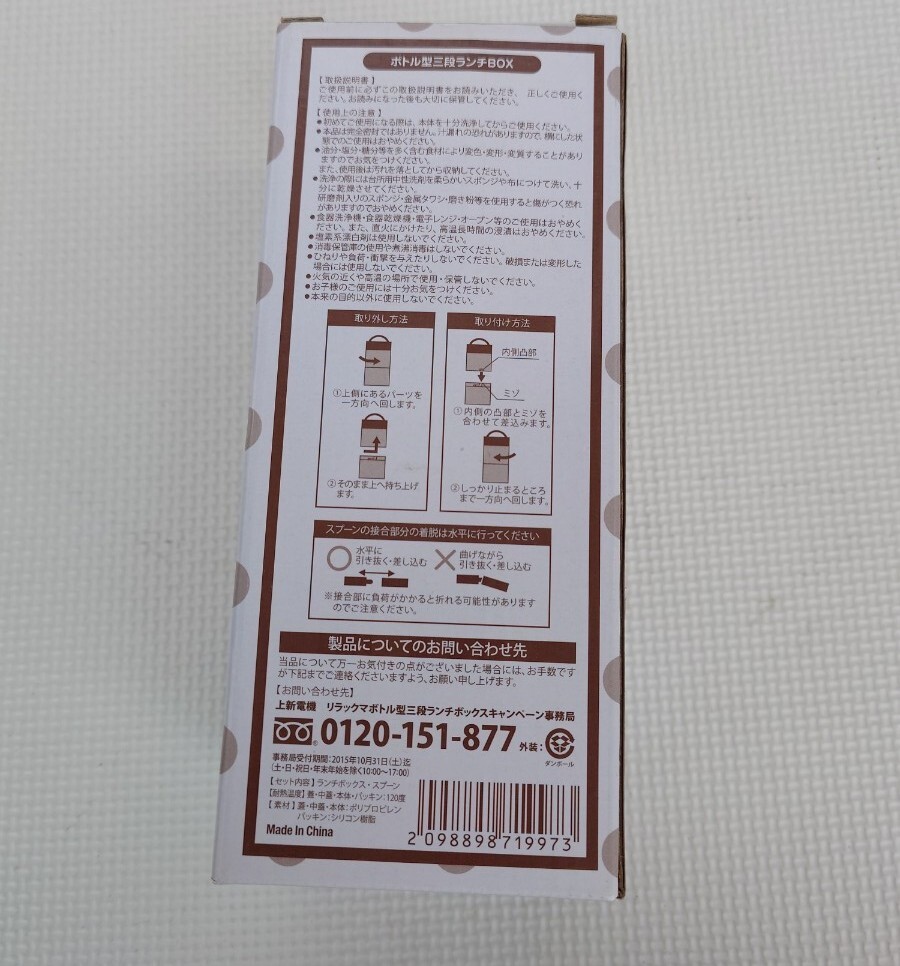 ボトル型三段ランチBOX
【取扱説明書】
ご使用前に必ずこの取扱説明書をお読みいただき、 正しくご使用く
ださい。お読みになった後も大切に保管してください。
【使用上の注意】
●初めてご使用になる際は、本体を十分洗浄してからご使用ください。
●本品は完全密封ではありません。汁漏れの恐れがありますので、横にした状
態でのご使用はおやめください。
●油分・塩分・糖分等を多く含む食材により変色・変形・変質することがあり
ますのでお気をつけください。
また、使用後は汚れを落としてから収納してください。
●洗浄の際には台所用中性洗剤を柔らかいスポンジや布につけて洗い、十
分に乾燥させてください。
研磨剤入りのスポンジ・金属タワシ・磨き粉等を使用すると傷がつく恐れ
がありますのでおやめください。
●食器洗浄機・食器乾燥機・電子レンジ・オーブン等のご使用はおやめく
ださい。また、直火にかけたり、高温長時間の浸漬はおやめください。
●塩素系漂白剤は使用しないでください。
●消毒保管庫の使用や煮沸消毒はしないでください。
●ひねりや負荷・衝撃を与えたりしないでください。破損または変形した
場合には使用しないでください。
●火気の近くや高温の場所で使用・保管しないでください。
●お子様のご使用には十分お気をつけください。
●本来の目的以外に使用しないでください。
取り外し方法
①上側にあるパーツを
一方向へ回します。
②そのまま上へ持ち上げ
ます。
取り付け方法
内側凸部
ミゾ
①内側の凸部とミゾを
合わせて差込みます。
②しっかり止まるところ
まで一方向へ回します。
スプーンの接合部分の着脱は水平に行ってください
水平に
引き抜く・差し込む
曲げながら
引き抜く・差し込む
※接合部に負荷がかかると折れる可能性があります
のでご注意ください。
製品についてのお問い合わせ先
当品について万一お気付きの点がございました場合には、お手数です
が下記までご連絡くださいますよう、お願い申し上げます。
【お問い合わせ先】
上新電機 リラックマボトル型三段ランチボックスキャンペーン事務局
0120-151-877 外装:
ダンボール
事務局受付期間:2015年10月31日(土)迄
(土・日・祝日・年末年始を除く10:00〜17:00)
【セット内容】ランチボックス・スプーン
【耐熱温度】蓋・中蓋・本体・パッキン:120度
【素材】蓋・中蓋・本体:ポリプロピレン
パッキン:シリコン樹脂
Made In China
2098898719973